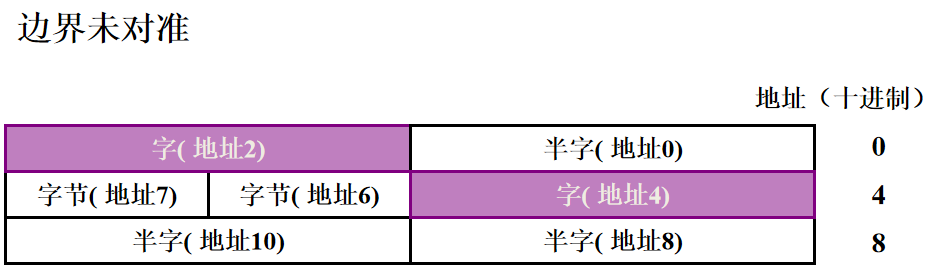 边界未对准
地址（十进制）
字( 地址2) 半字( 地址0) 0
字节( 地址7) 字节( 地址6) 字( 地址4) 4
半字( 地址10) 半字( 地址8) 8